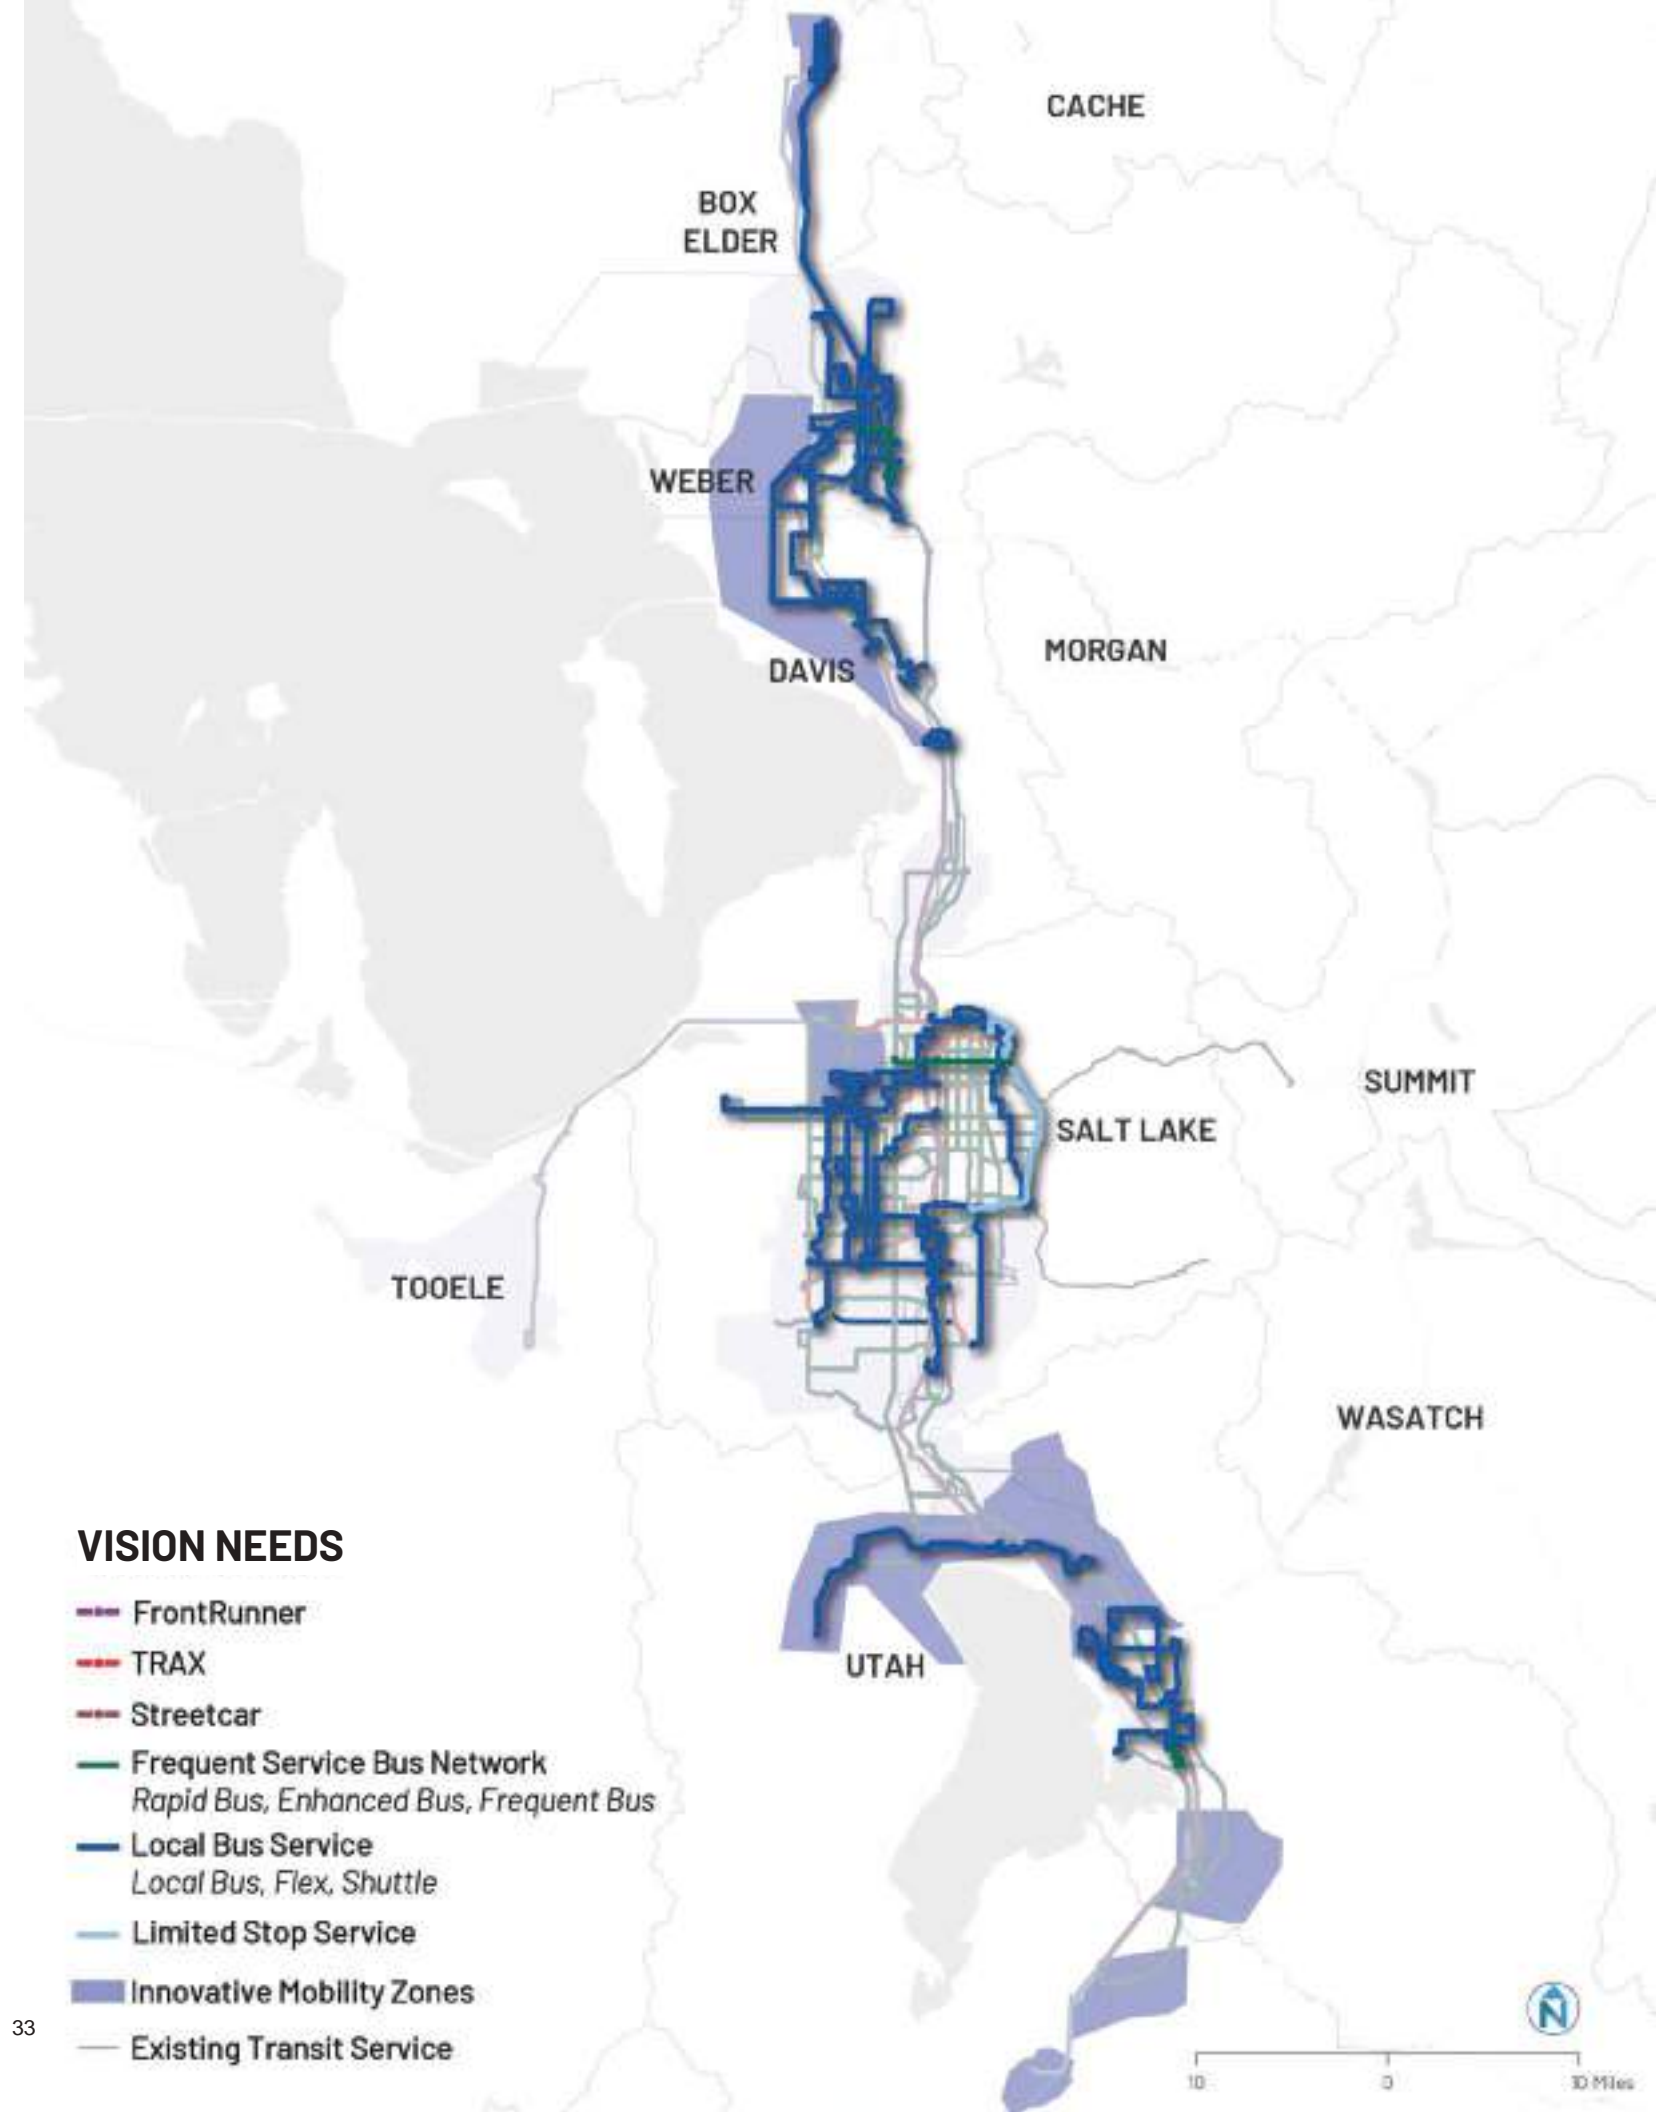 CACHE
BOX
ELDER
WEBER
MORGAN
DAVIS
SUMMIT
SALT LAKE
TOOELE
WASATCH
UTAH
VISION NEEDS
FrontRunner
TRAX
Streetcar
Frequent Service Bus Network
Rapid Bus, Enhanced Bus, Frequent Bus
Local Bus Service
Local Bus, Flex, Shuttle
Limited Stop Service
Innovative Mobility Zones
Existing Transit Service
33
N
10 0 10 Miles